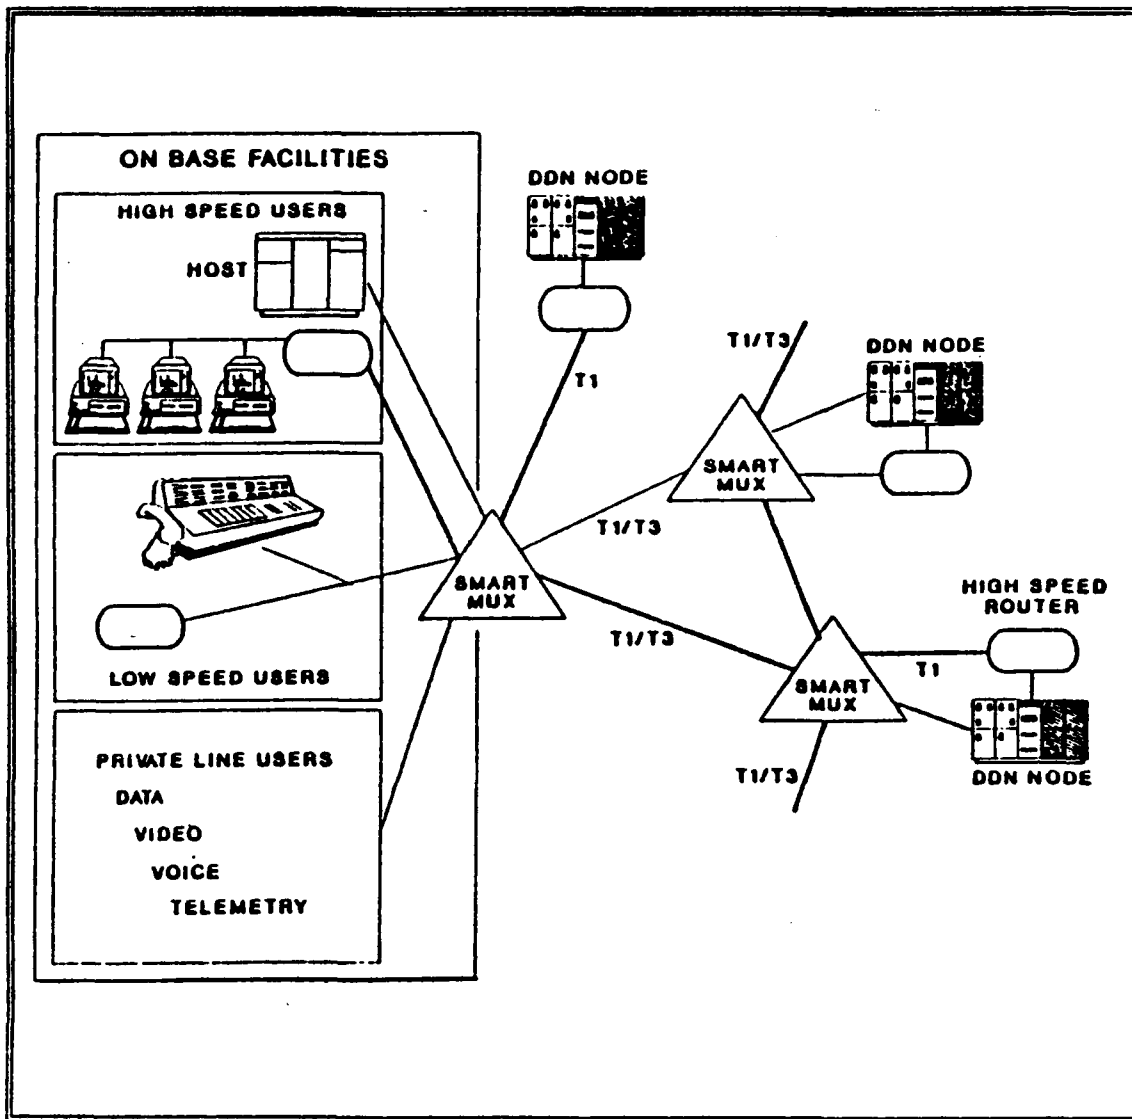 ON BASE FACILITIES
HIGH SPEED USERS
HOST
LOW SPEED USERS
PRIVATE LINE USERS
DATA
VIDEO
VOICE
TELEMETRY
SMART
MUX
DDN NODE
T1
T1/T3
T1/T3
T1/T3
DDN NODE
SMART
MUX
SMART
MUX
HIGH SPEED
ROUTER
T1
DDN NODE
T1/T3